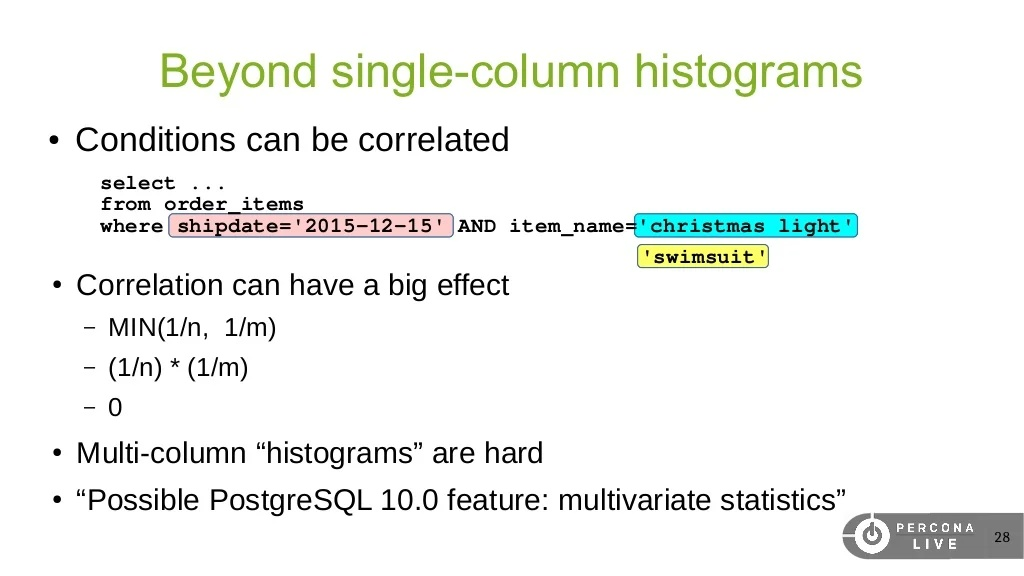 Beyond single-column histograms
• Conditions can be correlated
select ...
from order_items
where shipdate='2015-12-15' AND item_name='christmas light'
'swimsuit'
• Correlation can have a big effect
– MIN(1/n, 1/m)
– (1/n) * (1/m)
– 0
• Multi-column “histograms” are hard
• “Possible PostgreSQL 10.0 feature: multivariate statistics”
PERCONA
LIVE
28